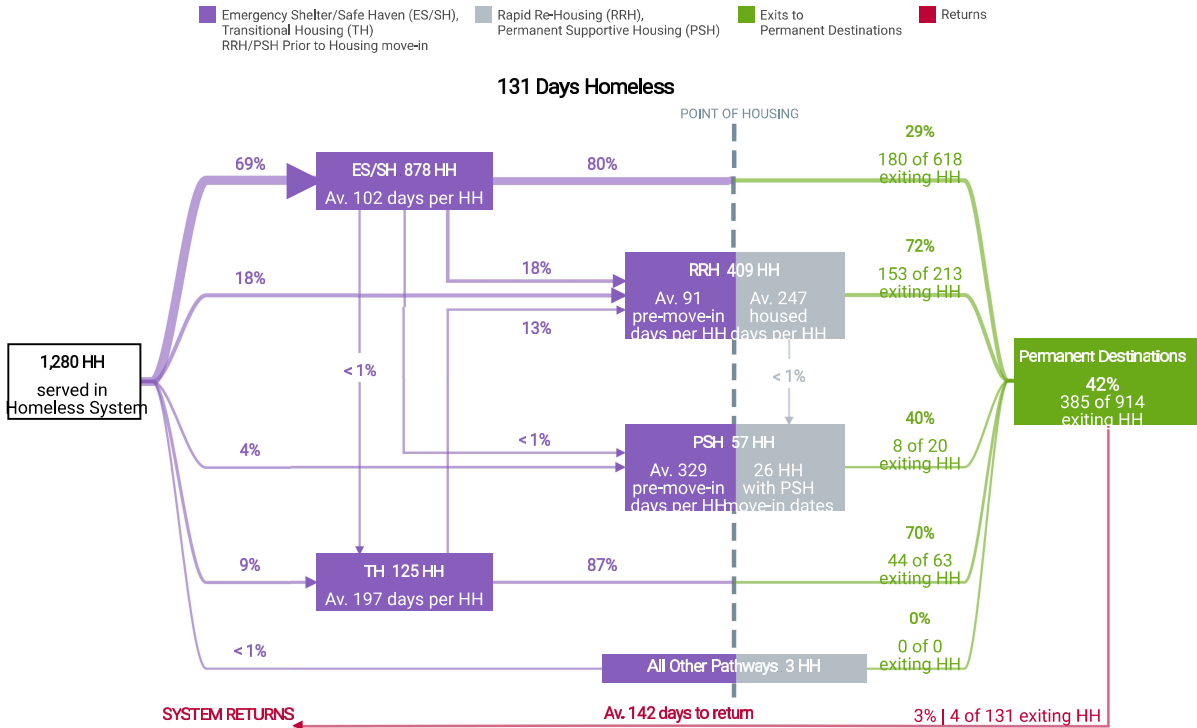 Emergency Shelter/Safe Haven (ES/SH),
Transitional Housing (TH)
RRH/PSH Prior to Housing move-in
Rapid Re-Housing (RRH),
Permanent Supportive Housing (PSH)
Exits to
Permanent Destinations
Returns
131 Days Homeless
POINT OF HOUSING
69%
ES/SH 878 HH
Av. 102 days per HH
80%
29%
180 of 618
exiting HH
18%
18%
13%
RRH 409 HH
Av. 91
pre-move-in
days per HH
Av. 247
housed
days per HH
72%
153 of 213
exiting HH
1,280 HH
served in
Homeless System
< 1%
< 1%
Permanent Destinations
42%
385 of 914
exiting HH
4%
< 1%
PSH 57 HH
Av. 329
pre-move-in
days per HH
26 HH
with PSH
move-in dates
40%
8 of 20
exiting HH
9%
TH 125 HH
Av. 197 days per HH
87%
70%
44 of 63
exiting HH
< 1%
All Other Pathways 3 HH
0%
0 of 0
exiting HH
SYSTEM RETURNS
Av. 142 days to return
3% | 4 of 131 exiting HH